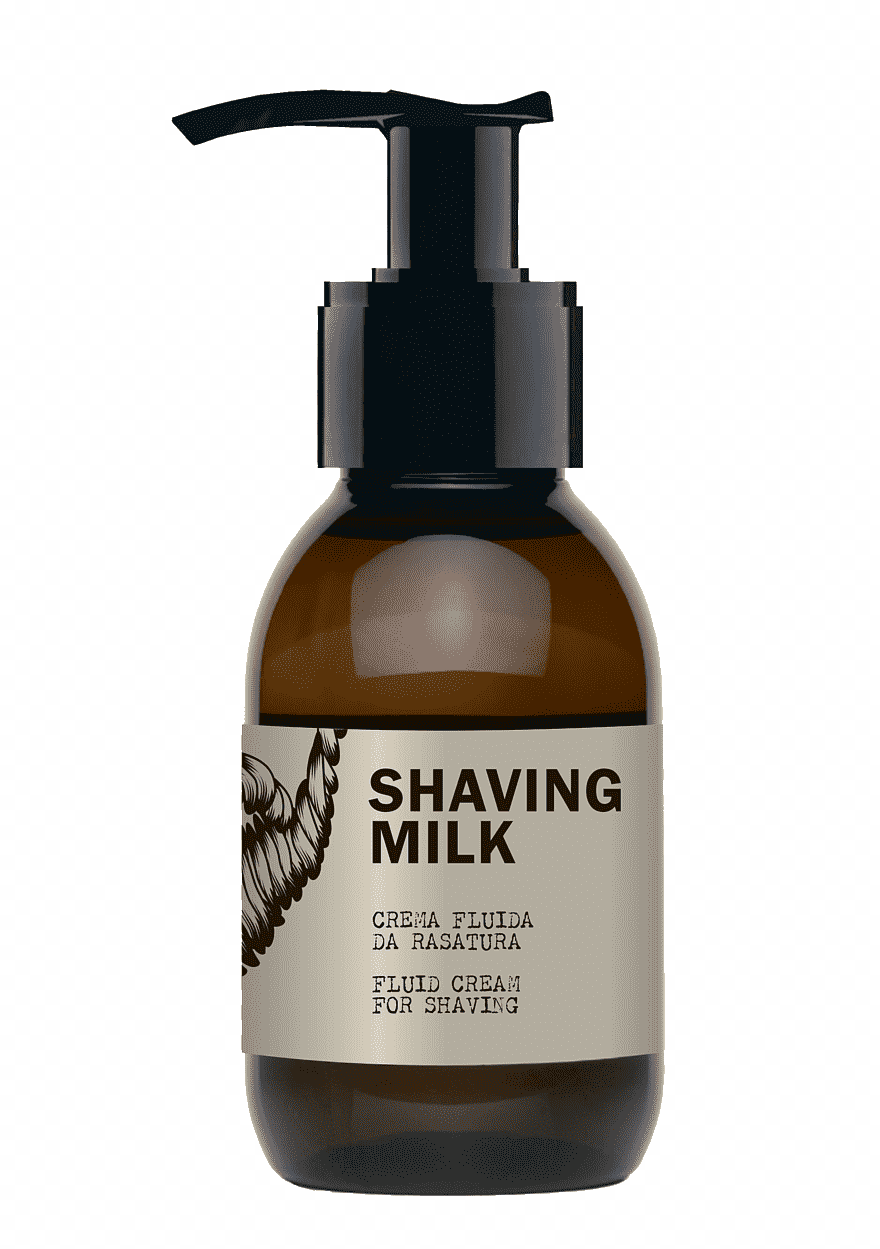 SHAVING
MILK
CREMA FLUIDA
DA RASATURA
FLUID CREAM
FOR SHAVING